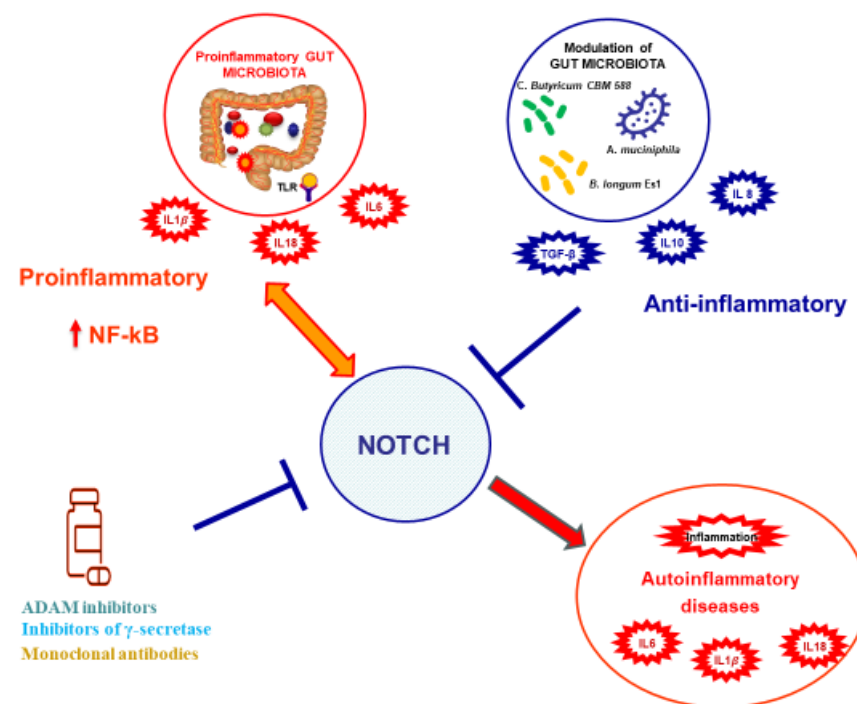 Proinflammatory GUT
MICROBIOTA
TLR
IL1β
IL18
IL6
Proinflammatory
NF-kB
Modulation of
GUT MICROBIOTA
C. Butyricum CBM 588
A. muciniphila
B. longum Es1
IL 8
IL10
TGF-β
Anti-inflammatory
NOTCH
ADAM inhibitors
Inhibitors of γ-secretase
Monoclonal antibodies
Inflammation
Autoinflammatory
diseases
IL6
IL1β
IL18